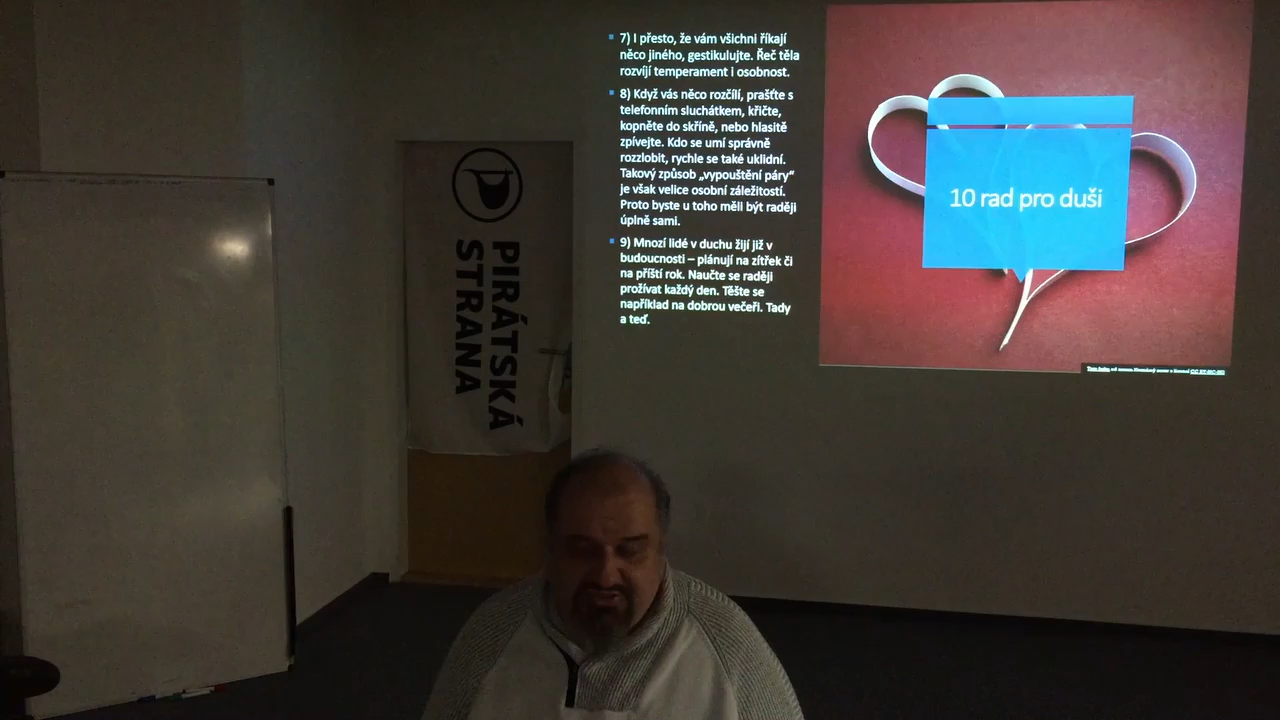 7) I přesto, že vám všichni říkají
něco jiného, gestikulujte. Řeč těla
rozvíjí temperament i osobnost.
8) Když vás něco rozčílí, prašťte s
telefonním sluchátkem, křičte,
kopněte do skříně, nebo hlasitě
zpívejte. Kdo se umí správně
rozzlobit, rychle se také uklidní.
Takový způsob „vypouštění páry“
je však velice osobní záležitostí.
Proto byste u toho měli být raději
úplně sami.
9) Mnozí lidé v duchu žijí již v
budoucnosti – plánují na zítřek či
na příští rok. Naučte se raději
prožívat každý den. Těšte se
například na dobrou večeři. Tady
a teď.
10 rad pro duši
PIRÁTSKÁ
STRANA